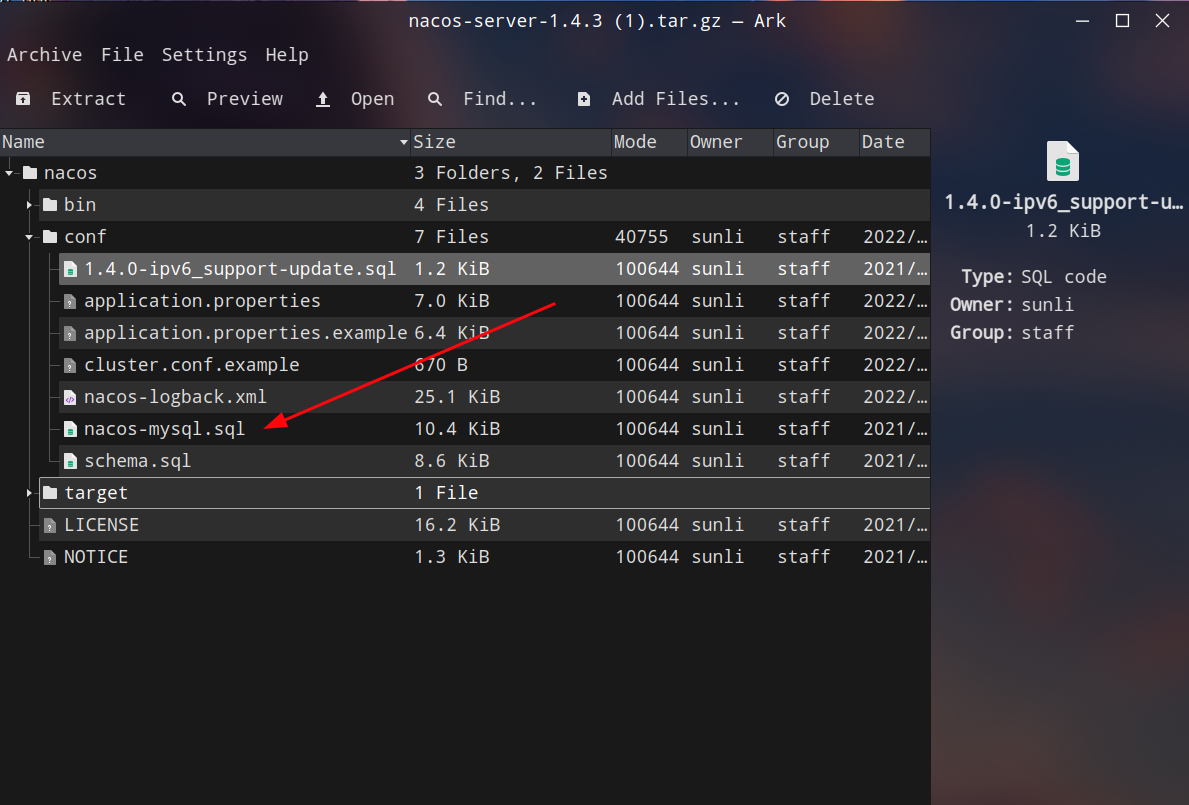 nacos-server-1.4.3 (1).tar.gz — Ark
Archive File Settings Help
Extract Preview Open Find... Add Files... Delete
Name Size Mode Owner Group Date
nacos 3 Folders, 2 Files
bin 4 Files
conf 7 Files 40755 sunli staff 2022/…
1.4.0-ipv6_support-update.sql 1.2 KiB 100644 sunli staff 2021/…
application.properties 7.0 KiB 100644 sunli staff 2022/…
application.properties.example 6.4 KiB 100644 sunli staff 2022/…
cluster.conf.example 670 B 100644 sunli staff 2022/…
nacos-logback.xml 25.1 KiB 100644 sunli staff 2022/…
nacos-mysql.sql 10.4 KiB 100644 sunli staff 2021/…
schema.sql 8.6 KiB 100644 sunli staff 2021/…
target 1 File
LICENSE 16.2 KiB 100644 sunli staff 2021/…
NOTICE 1.3 KiB 100644 sunli staff 2021/…
1.4.0-ipv6_support-u…
1.2 KiB
Type: SQL code
Owner: sunli
Group: staff